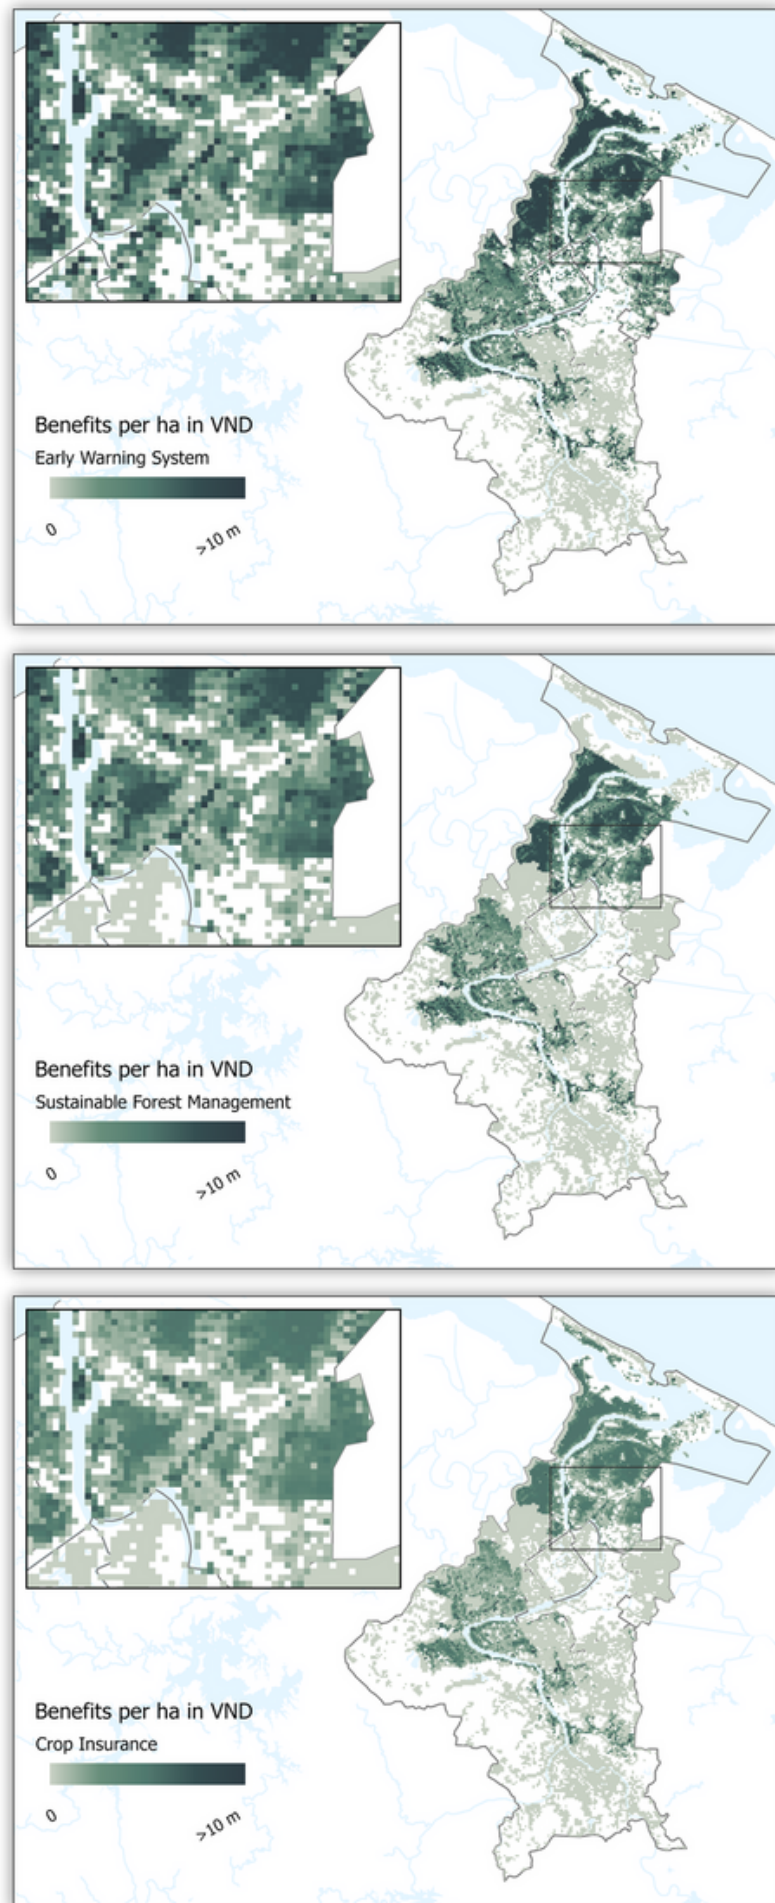 Benefits per ha in VND
Early Warning System
0
>10 m
Benefits per ha in VND
Sustainable Forest Management
0
>10 m
Benefits per ha in VND
Crop Insurance
0
>10 m